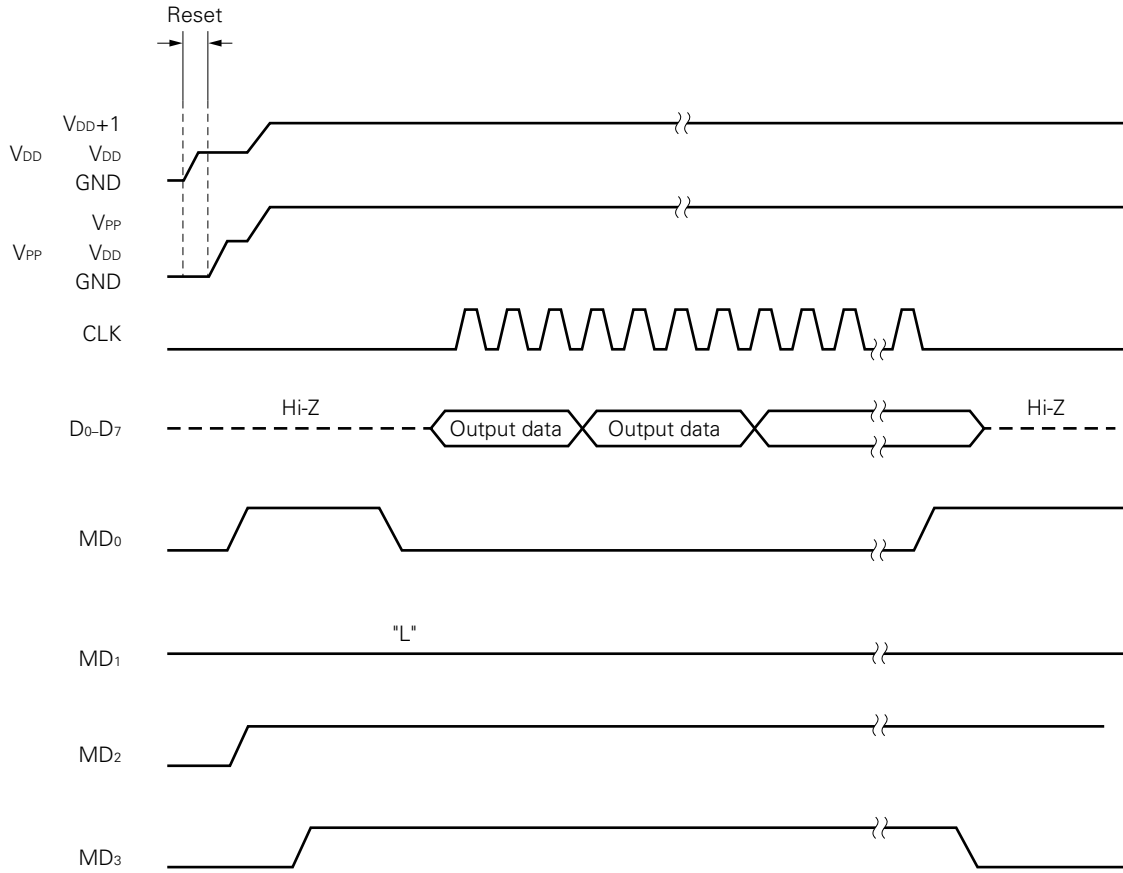 Reset
VDD+1
VDD VDD
GND
VPP
VPP VDD
GND
CLK
Hi-Z Hi-Z
D0–D7 Output data Output data
MD0
"L"
MD1
MD2
MD3